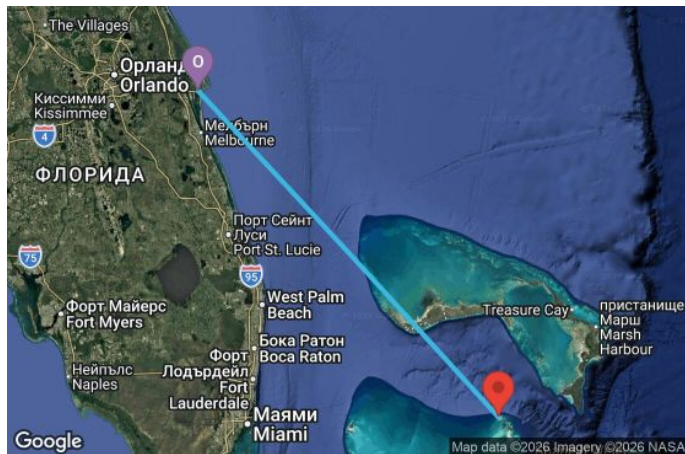 The Villages
O
Орланд
Orlando
Кисcимми
Kissimmee
4
Мелбърн
Melbourne
ФЛОРИДА
Порт Сейнт
Луси
Port St. Lucie
75
95
Форт Майерс
Fort Myers
West Palm
Beach
Treasure Cay
пристанище
Марш
Marsh
Harbour
Бока Ратон
Boca Raton
Нейпълс
Naples
Форт
Лодърдейл
Fort
Lauderdale
Маями
Miami
Google
Map data ©2026 Imagery ©2026 NASA